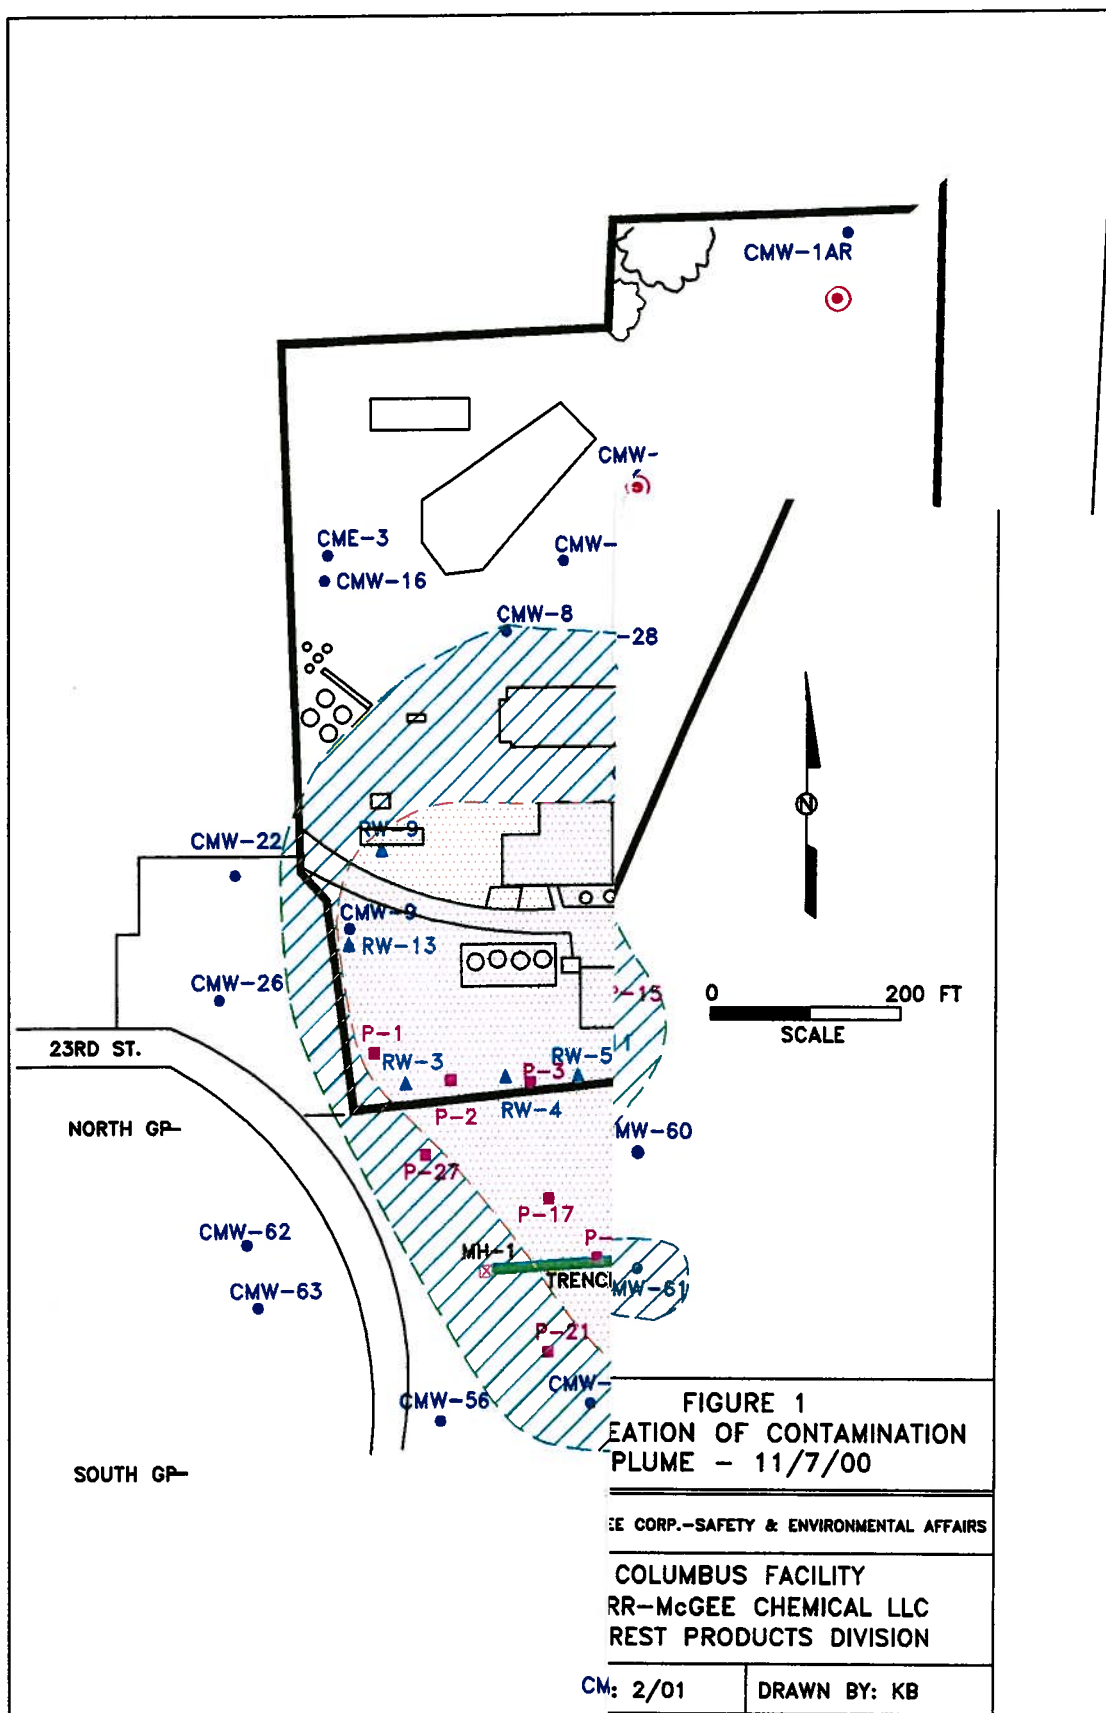 CMW-1AR
CMW-
CME-3
CMW-
CMW-16
CMW-8
-28
RW-9
CMW-22
CMW-9
RW-13
CMW-26
P-15
0 200 FT
SCALE
N
23RD ST.
P-1
RW-3
P-3
RW-5
1
P-2
RW-4
NORTH GP-
MW-60
P-27
P-17
CMW-62
P-
MH-1
TRENC
MW-61
CMW-63
P-21
CMW-
CMW-56
SOUTH GP-
FIGURE 1
EATION OF CONTAMINATION
PLUME - 11/7/00
EE CORP.-SAFETY & ENVIRONMENTAL AFFAIRS
COLUMBUS FACILITY
RR-McGEE CHEMICAL LLC
REST PRODUCTS DIVISION
CM : 2/01
DRAWN BY: KB